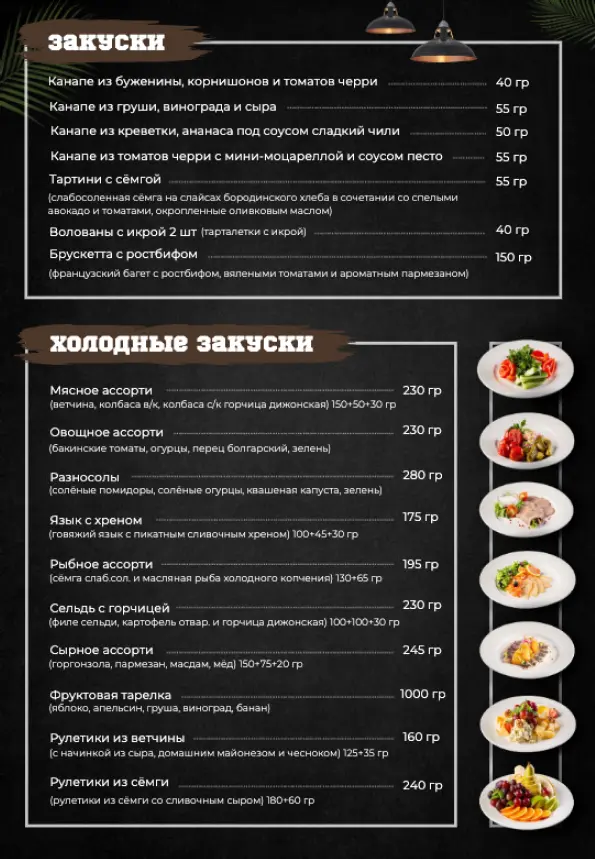 ЗАКУСКИ
Канапе из буженины, корнишонов и томатов черри 40 гр
Канапе из груши, винограда и сыра 55 гр
Канапе из креветки, ананаса под соусом сладкий чили 50 гр
Канапе из томатов черри с мини-моцареллой и соусом песто 55 гр
Тартини с сёмгой 55 гр
(слабосоленная сёмга на слайсах бородинского хлеба в сочетании со спелыми
авокадо и томатами, окропленные оливковым маслом)
Волованы с икрой 2 шт (тарталетки с икрой) 40 гр
Брускетта с ростбифом 150 гр
(французский багет с ростбифом, вялеными томатами и ароматным пармезаном)
ХОЛОДНЫЕ ЗАКУСКИ
Мясное ассорти 230 гр
(ветчина, колбаса в/к, колбаса с/к горчица дижонская) 150+50+30 гр
Овощное ассорти 230 гр
(бакинские томаты, огурцы, перец болгарский, зелень)
Разносолы 280 гр
(солёные помидоры, солёные огурцы, квашеная капуста, зелень)
Язык с хреном 175 гр
(говяжий язык с пикатным сливочным хреном) 100+45+30 гр
Рыбное ассорти 195 гр
(сёмга слаб.сол. и масляная рыба холодного копчения) 130+65 гр
Сельдь с горчицей 230 гр
(филе сельди, картофель отвар. и горчица дижонская) 100+100+30 гр
Сырное ассорти 245 гр
(горгонзола, пармезан, масдам, мёд) 150+75+20 гр
Фруктовая тарелка 1000 гр
(яблоко, апельсин, груша, виноград, банан)
Рулетики из ветчины 160 гр
(с начинкой из сыра, домашним майонезом и чесноком) 125+35 гр
Рулетики из сёмги 240 гр
(рулетики из сёмги со сливочным сыром) 180+60 гр